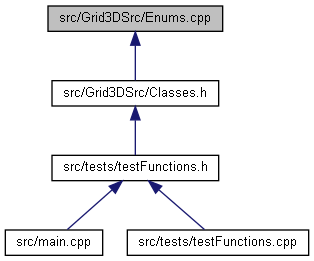 src/Grid3DSrc/Enums.cpp
src/Grid3DSrc/Classes.h
src/tests/testFunctions.h
src/main.cpp
src/tests/testFunctions.cpp